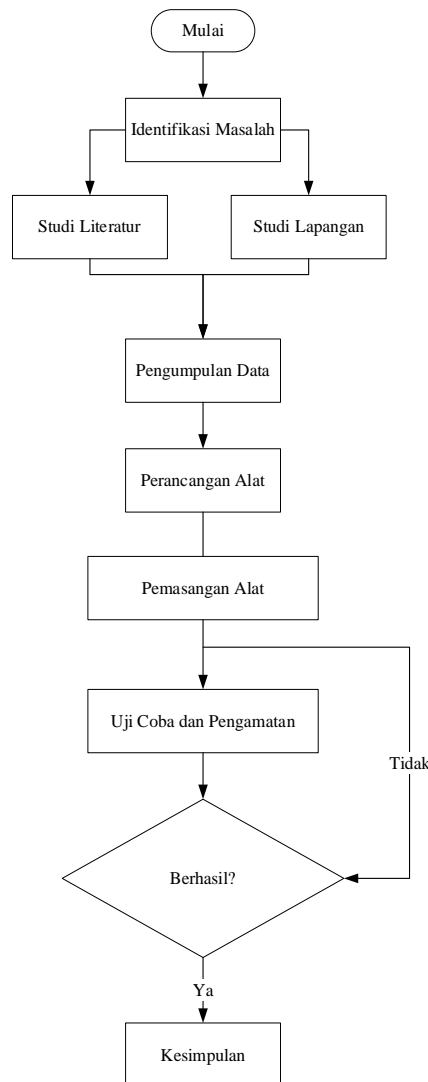 Mulai
Identifikasi Masalah
Studi Literatur
Studi Lapangan
Pengumpulan Data
Perancangan Alat
Pemasangan Alat
Uji Coba dan Pengamatan
Tidak
Berhasil?
Ya
Kesimpulan